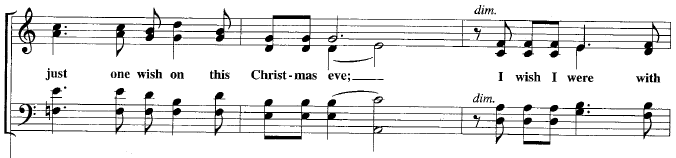 dim.
just one wish on this Christ-mas eve; I wish I were with
dim.